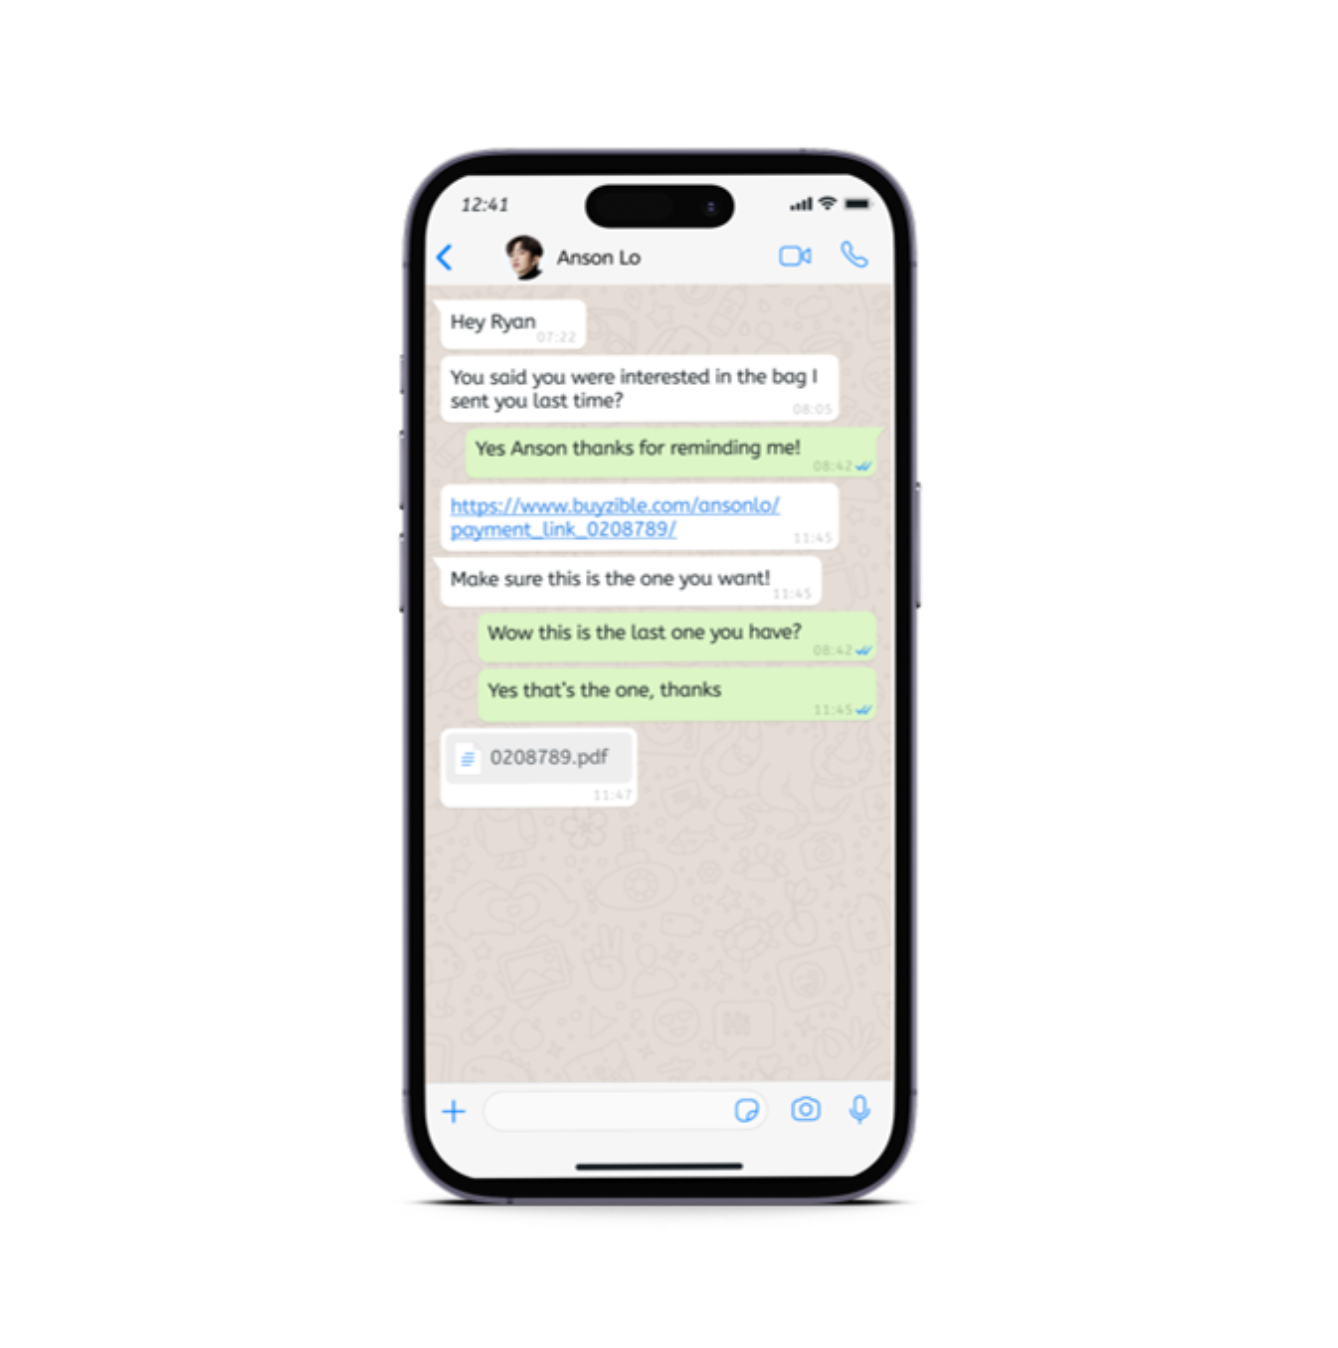 12:41
Anson Lo
Hey Ryan
07:22
You said you were interested in the bag I
sent you last time?
08:05
Yes Anson thanks for reminding me!
08:42
https://www.buyzible.com/ansonlo/
payment_link_0208789/
11:45
Make sure this is the one you want!
11:45
Wow this is the last one you have?
08:42
Yes that's the one, thanks
11:45
0208789.pdf
11:47